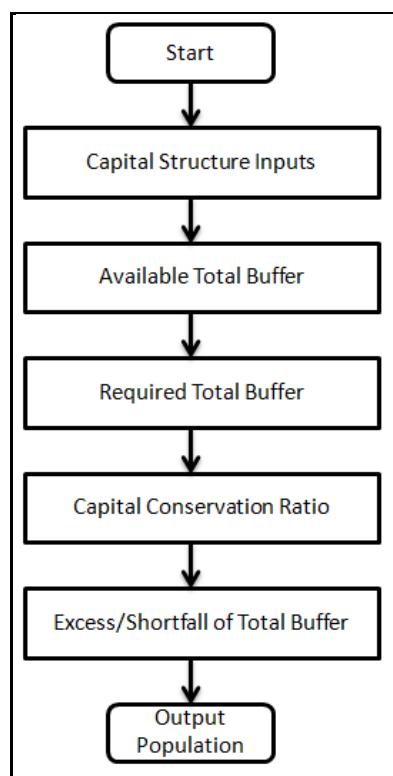 Start
Capital Structure Inputs
Available Total Buffer
Required Total Buffer
Capital Conservation Ratio
Excess/Shortfall of Total Buffer
Output
Population